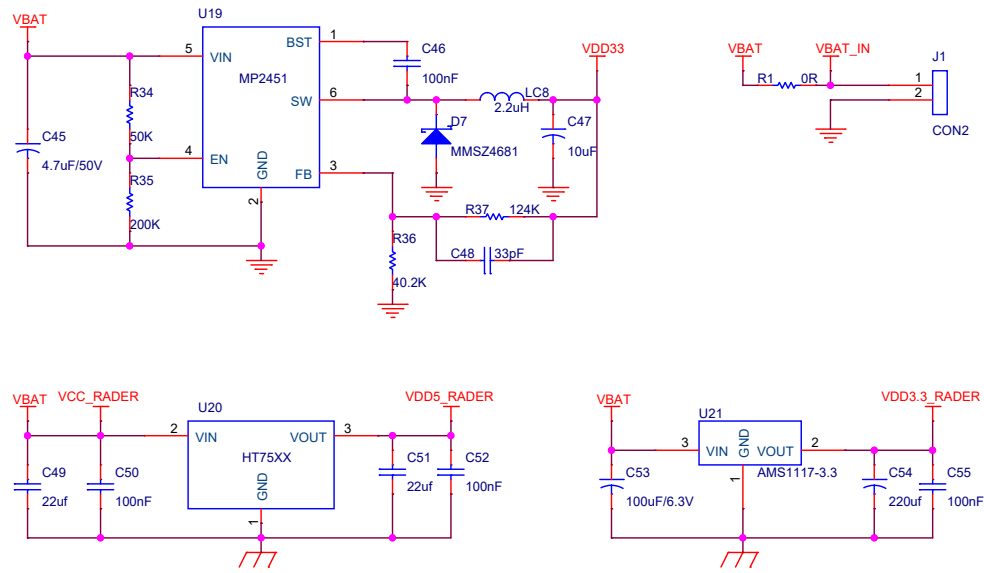 U19
VBAT
5
VIN
BST
1
C46
100nF
VDD33
MP2451
R34
50K
SW
6
LC8
2.2uH
C45
4.7uF/50V
D7
MMSZ4681
C47
10uF
4
EN
GND
2
FB
3
R35
200K
R37
124K
R36
40.2K
C48
33pF
VBAT
VBAT_IN
R1
0R
J1
1
2
CON2
VBAT
VCC_RADER
U20
2
VIN
VOUT
3
HT75XX
GND
1
VDD5_RADER
C49
22uf
C50
100nF
C51
22uf
C52
100nF
VBAT
U21
3
VIN
GND
VOUT
2
AMS1117-3.3
1
VDD3.3_RADER
C53
100uF/6.3V
C54
220uf
C55
100nF